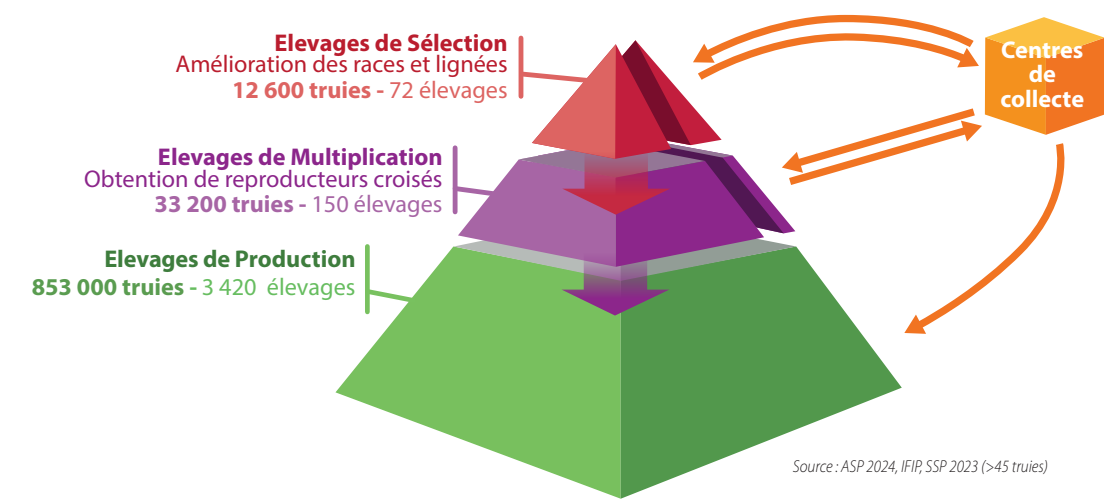 Elevages de Sélection
Amélioration des races et lignées
12 600 truies - 72 élevages
Centres
de
collecte
Elevages de Multiplication
Obtention de reproducteurs croisés
33 200 truies - 150 élevages
Elevages de Production
853 000 truies - 3 420 élevages
Source : ASP 2024, IFIP, SSP 2023 (>45 truies)